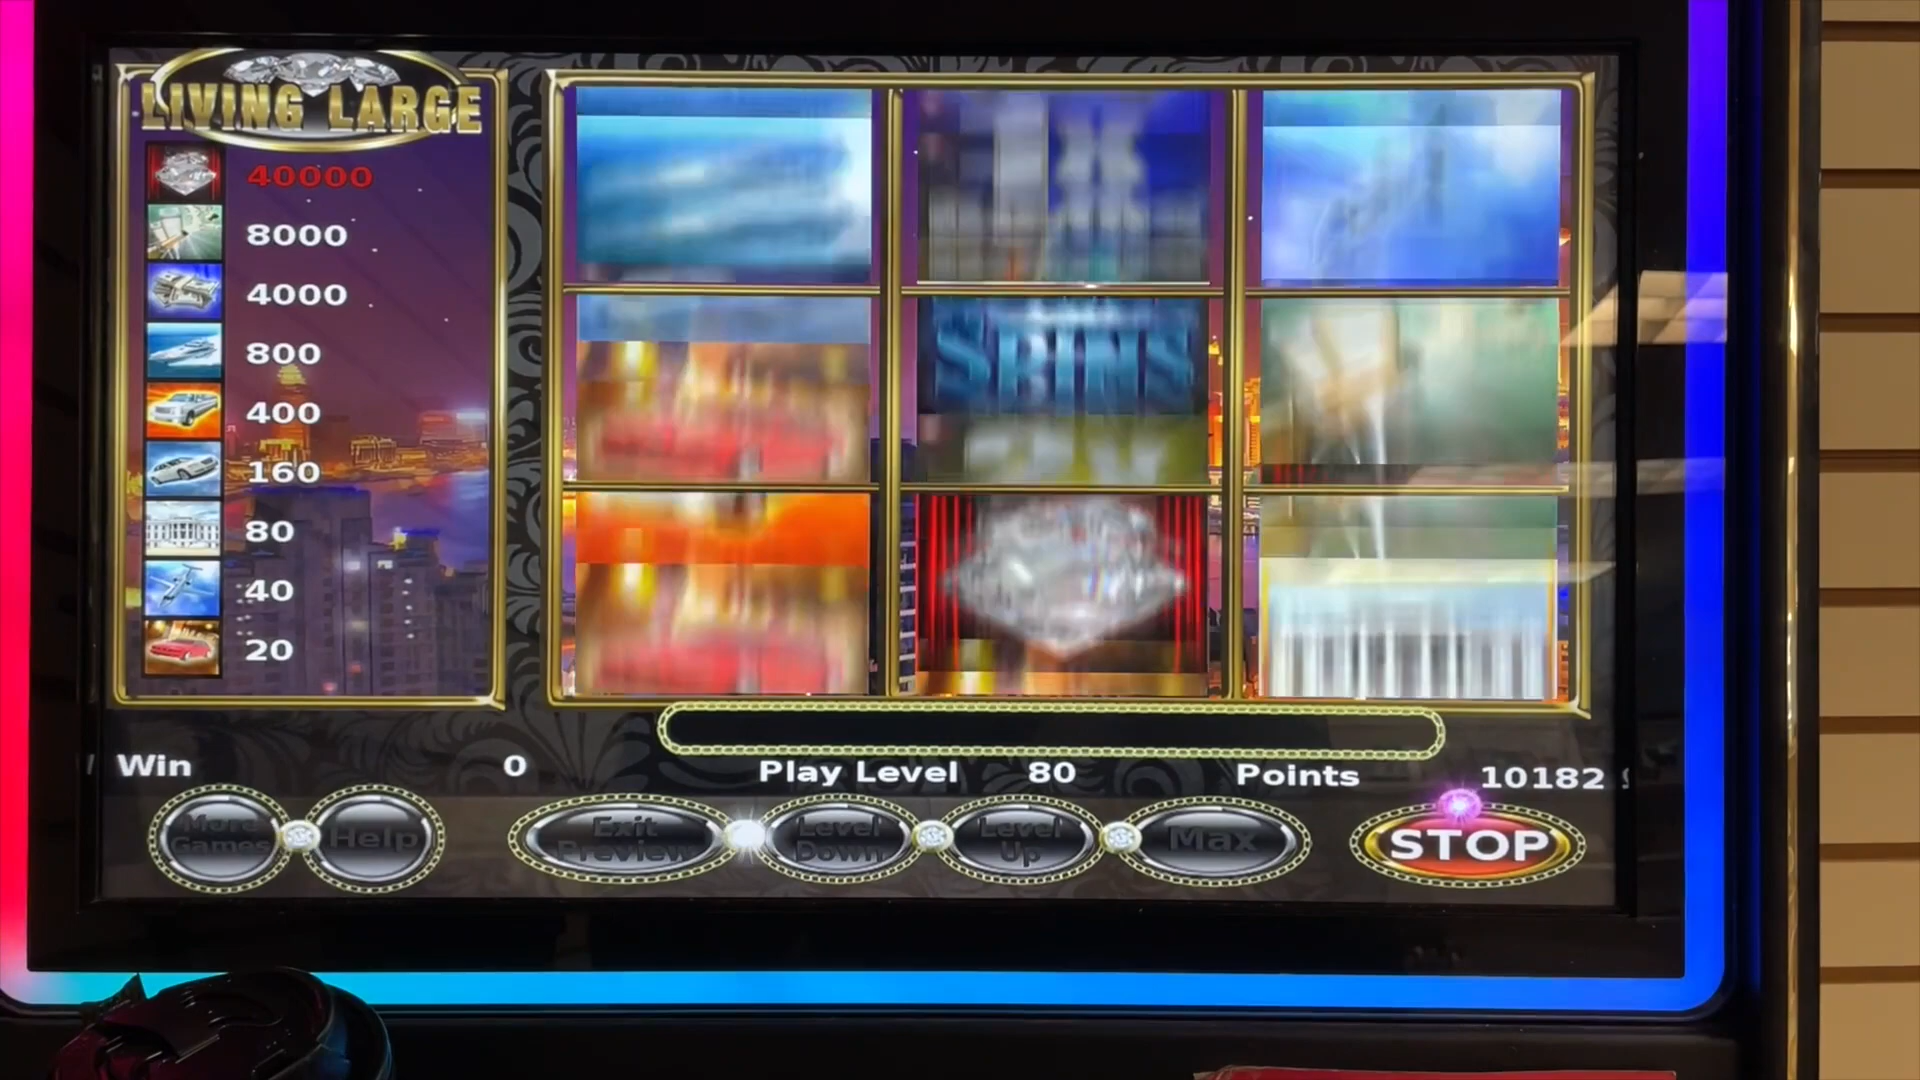 LIVING LARGE
40000
8000
4000
800
400
160
80
40
20
SPINS
Win 0
Play Level 80
Points 10182
More Games
Help
Exit Preview
Level Down
Level Up
Max
STOP